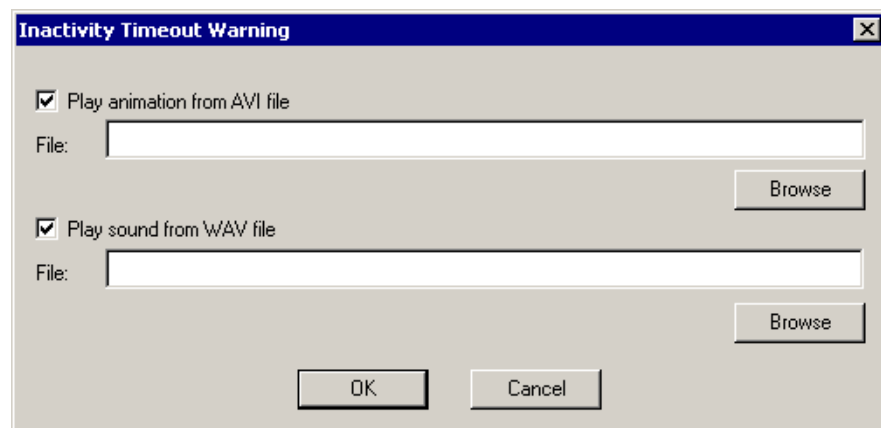 Inactivity Timeout Warning
Play animation from AVI file
File:
Browse
Play sound from WAV file
File:
Browse
OK Cancel